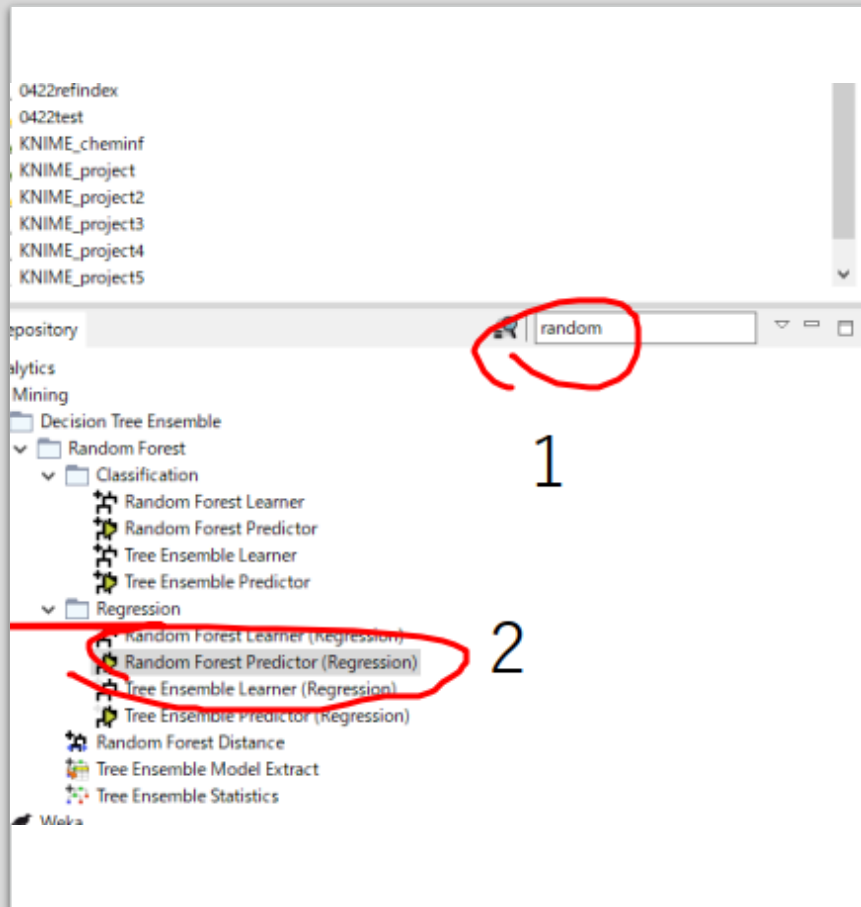 0422refindex
0422test
KNIME_cheminf
KNIME_project
KNIME_project2
KNIME_project3
KNIME_project4
KNIME_project5
epository
random
alytics
Mining
Decision Tree Ensemble
1
Random Forest
Classification
Random Forest Learner
Random Forest Predictor
Tree Ensemble Learner
Tree Ensemble Predictor
Regression
Random Forest Learner (Regression)
2
Random Forest Predictor (Regression)
Tree Ensemble Learner (Regression)
Tree Ensemble Predictor (Regression)
Random Forest Distance
Tree Ensemble Model Extract
Tree Ensemble Statistics
Weka